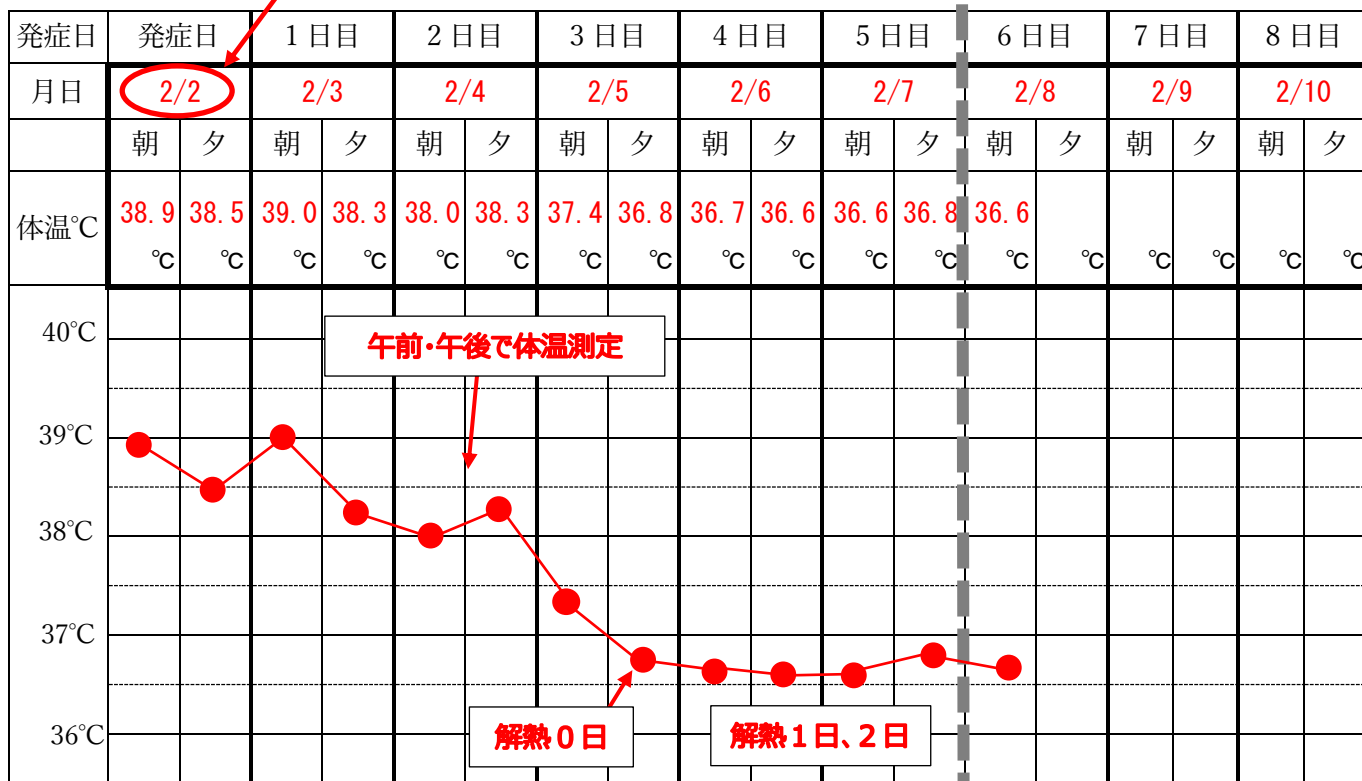 発症日 発症日 1日目 2日目 3日目 4日目 5日目 6日目 7日目 8日目
月日 2/2 2/3 2/4 2/5 2/6 2/7 2/8 2/9 2/10
朝 夕 朝 夕 朝 夕 朝 夕 朝 夕 朝 夕 朝 夕 朝 夕 朝 夕
体温℃ 38.9 38.5 39.0 38.3 38.0 38.3 37.4 36.8 36.7 36.6 36.6 36.8 36.6
℃ ℃ ℃ ℃ ℃ ℃ ℃ ℃ ℃ ℃ ℃ ℃ ℃ ℃ ℃ ℃ ℃ ℃
40℃
午前・午後で体温測定
39℃
38℃
37℃
解熱0日 解熱1日、2日
36℃